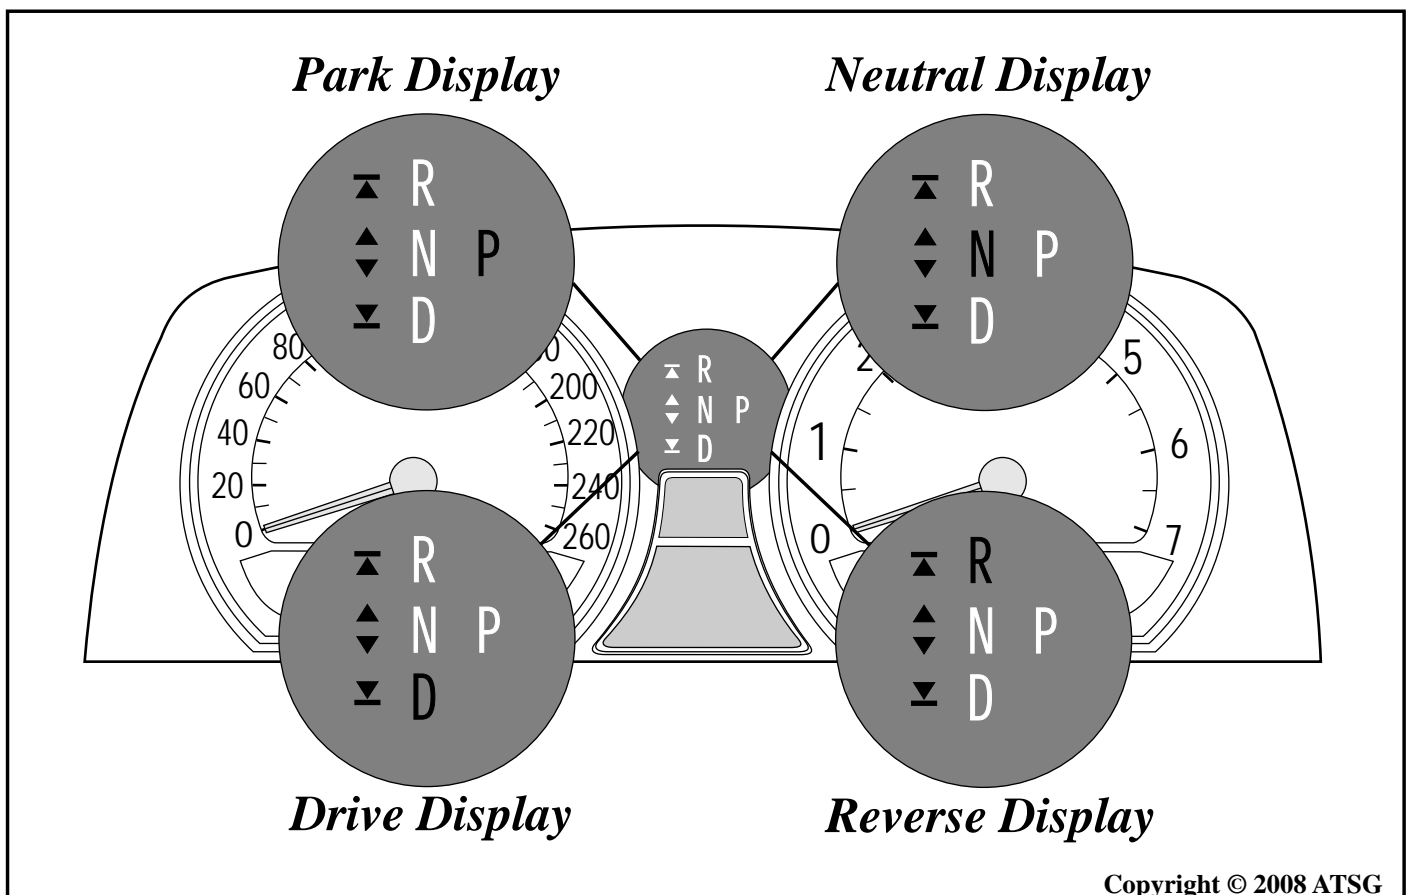 Park Display
Neutral Display
R
N P
D
R
N P
D
80
60
40
20
0
200
220
240
260
R
N P
D
1
0
5
6
7
R
N P
D
R
N P
D
Drive Display
Reverse Display
Copyright © 2008 ATSG